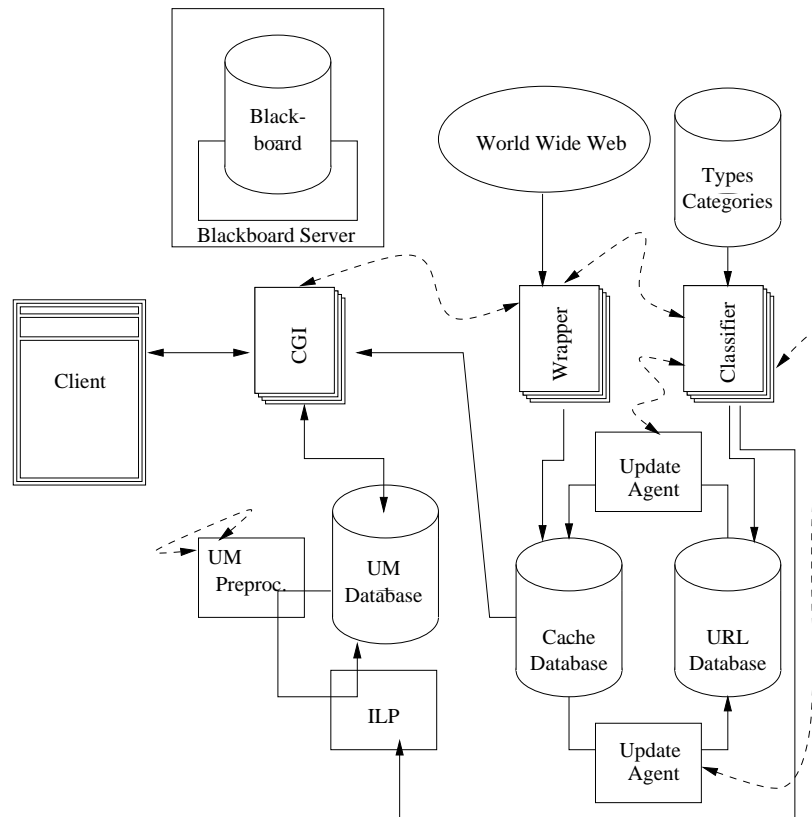 Black-
board
Blackboard Server
World Wide Web
Types
Categories
Client
CGI
Wrapper
Classifier
Update
Agent
UM
Preproc.
UM
Database
Cache
Database
URL
Database
ILP
Update
Agent